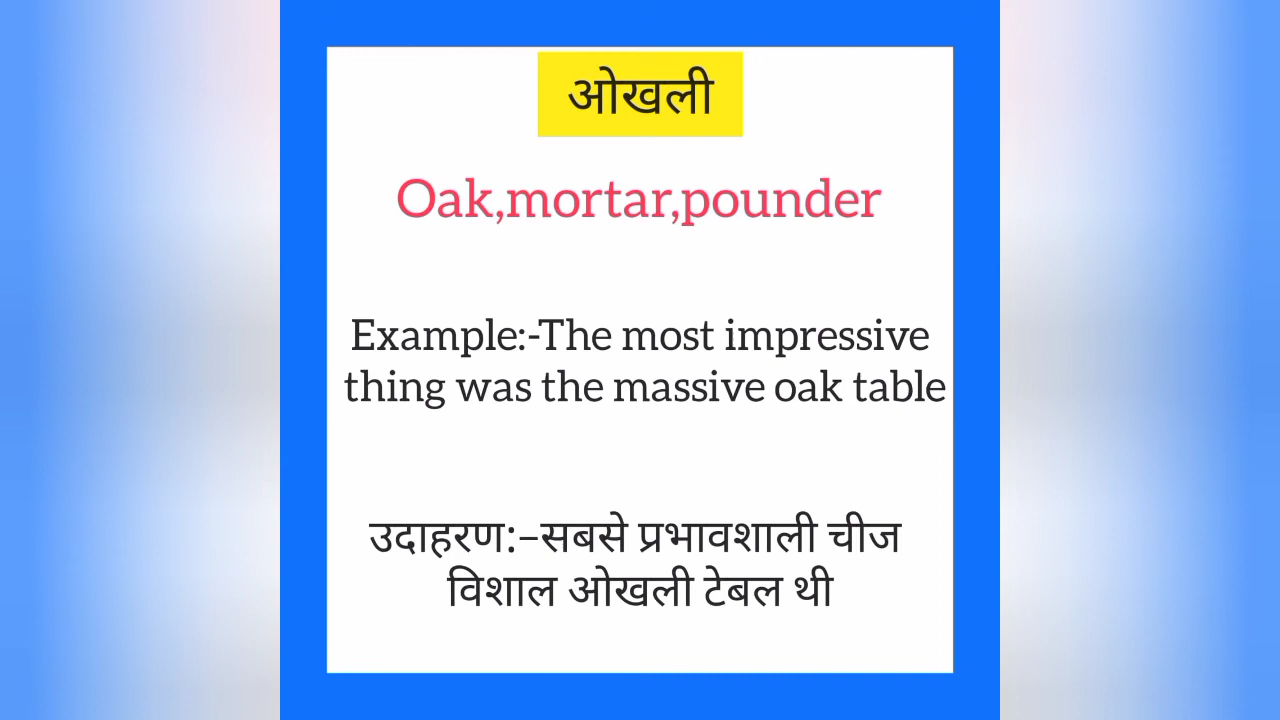 ओखली
Oak,mortar,pounder
Example:-The most impressive
thing was the massive oak table
उदाहरण:–सबसे प्रभावशाली चीज
विशाल ओखली टेबल थी